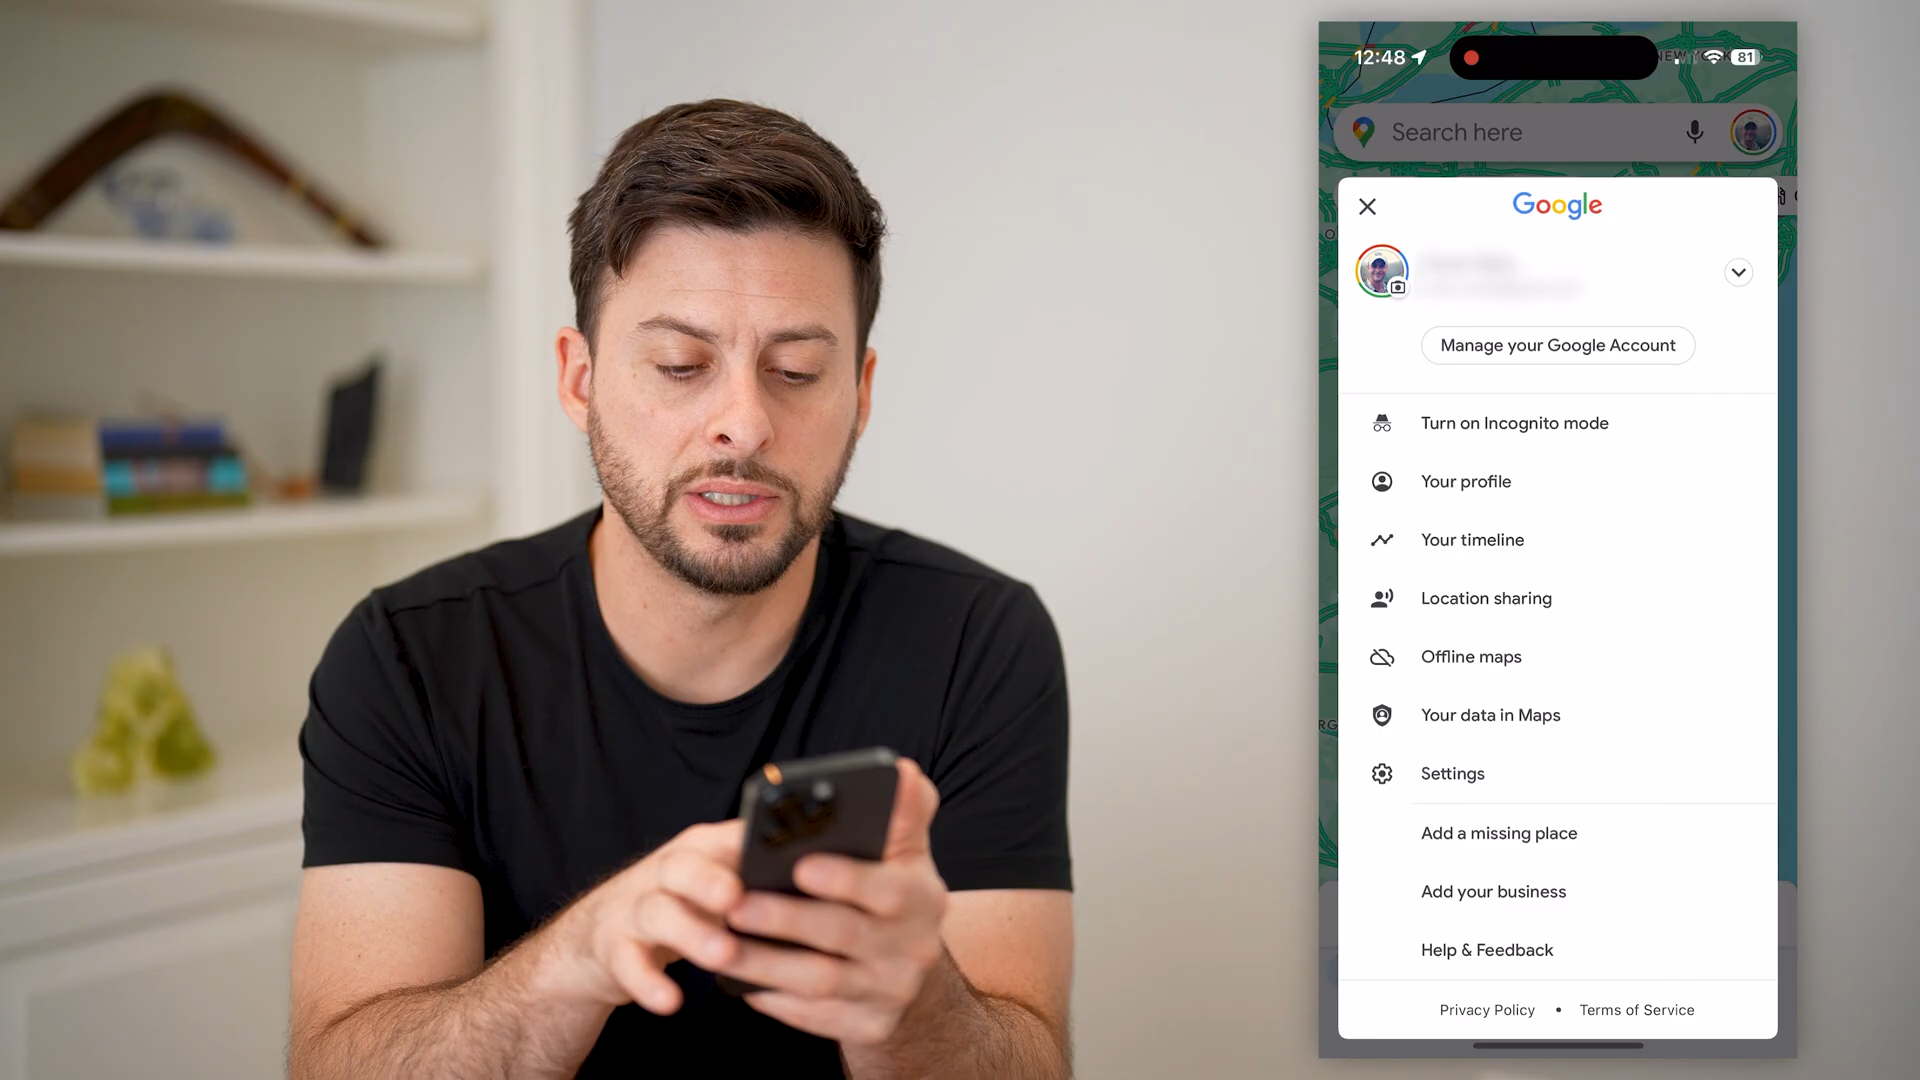 12:48
81
Search here
Google
Manage your Google Account
Turn on Incognito mode
Your profile
Your timeline
Location sharing
Offline maps
Your data in Maps
Settings
Add a missing place
Add your business
Help & Feedback
Privacy Policy • Terms of Service